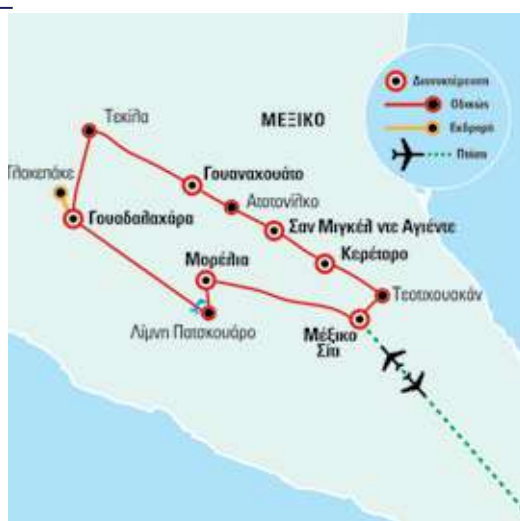 Διανυκτέρευση
Οδικώς
Εκδρομή
Πτήση
ΜΕΞΙΚΟ
Τεκίλα
Τλακεπάκε
Γουαναχουάτο
Ατοτονίλκο
Γουαδαλαχάρα
Σαν Μιγκέλ ντε Αγιέντε
Μορέλια
Κερέταρο
Τεοτιχουακάν
Λίμνη Πατσκουάρο
Μέξικο
Σίτι